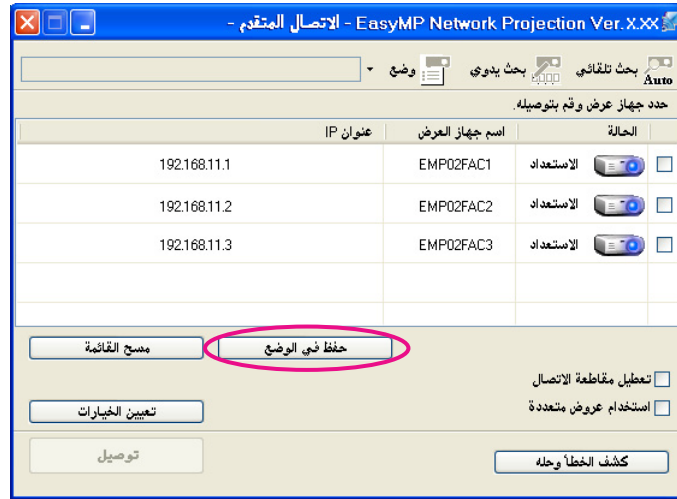 EasyMP Network Projection Ver.X.XX - الاتصال المتقدم -
Auto بحث تلقائي بحث يدوي وضع
حدد جهاز عرض وقم بتوصيله.
الحالة اسم جهاز العرض عنوان IP
الاستعداد EMP02FAC1 192.168.11.1
الاستعداد EMP02FAC2 192.168.11.2
الاستعداد EMP02FAC3 192.168.11.3
حفظ في الوضع مسح القائمة
تعطيل مقاطعة الاتصال
استخدام عروض متعددة تعيين الخيارات
كشف الخطأ وحله توصيل